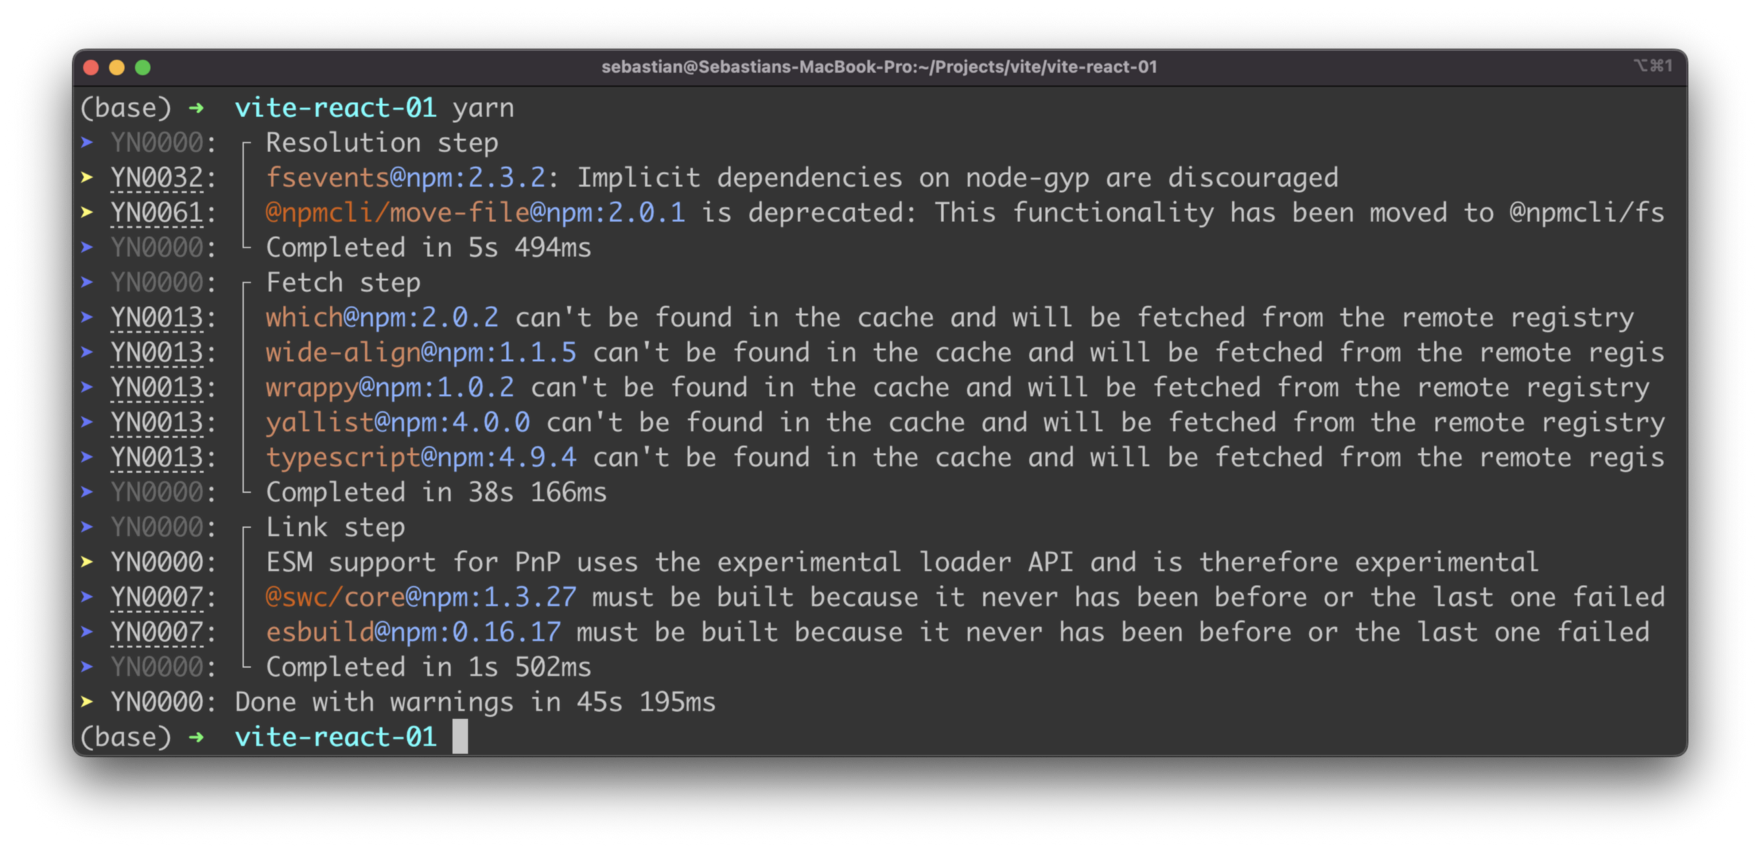 sebastian@Sebastians-MacBook-Pro:~/Projects/vite/vite-react-01 ⌥⌘1
(base) ➜ vite-react-01 yarn
➤ YN0000: ┌ Resolution step
➤ YN0032: │ fsevents@npm:2.3.2: Implicit dependencies on node-gyp are discouraged
➤ YN0061: │ @npmcli/move-file@npm:2.0.1 is deprecated: This functionality has been moved to @npmcli/fs
➤ YN0000: └ Completed in 5s 494ms
➤ YN0000: ┌ Fetch step
➤ YN0013: │ which@npm:2.0.2 can't be found in the cache and will be fetched from the remote registry
➤ YN0013: │ wide-align@npm:1.1.5 can't be found in the cache and will be fetched from the remote regis
➤ YN0013: │ wrappy@npm:1.0.2 can't be found in the cache and will be fetched from the remote registry
➤ YN0013: │ yallist@npm:4.0.0 can't be found in the cache and will be fetched from the remote registry
➤ YN0013: │ typescript@npm:4.9.4 can't be found in the cache and will be fetched from the remote regis
➤ YN0000: └ Completed in 38s 166ms
➤ YN0000: ┌ Link step
➤ YN0000: │ ESM support for PnP uses the experimental loader API and is therefore experimental
➤ YN0007: │ @swc/core@npm:1.3.27 must be built because it never has been before or the last one failed
➤ YN0007: │ esbuild@npm:0.16.17 must be built because it never has been before or the last one failed
➤ YN0000: └ Completed in 1s 502ms
➤ YN0000: Done with warnings in 45s 195ms
(base) ➜ vite-react-01